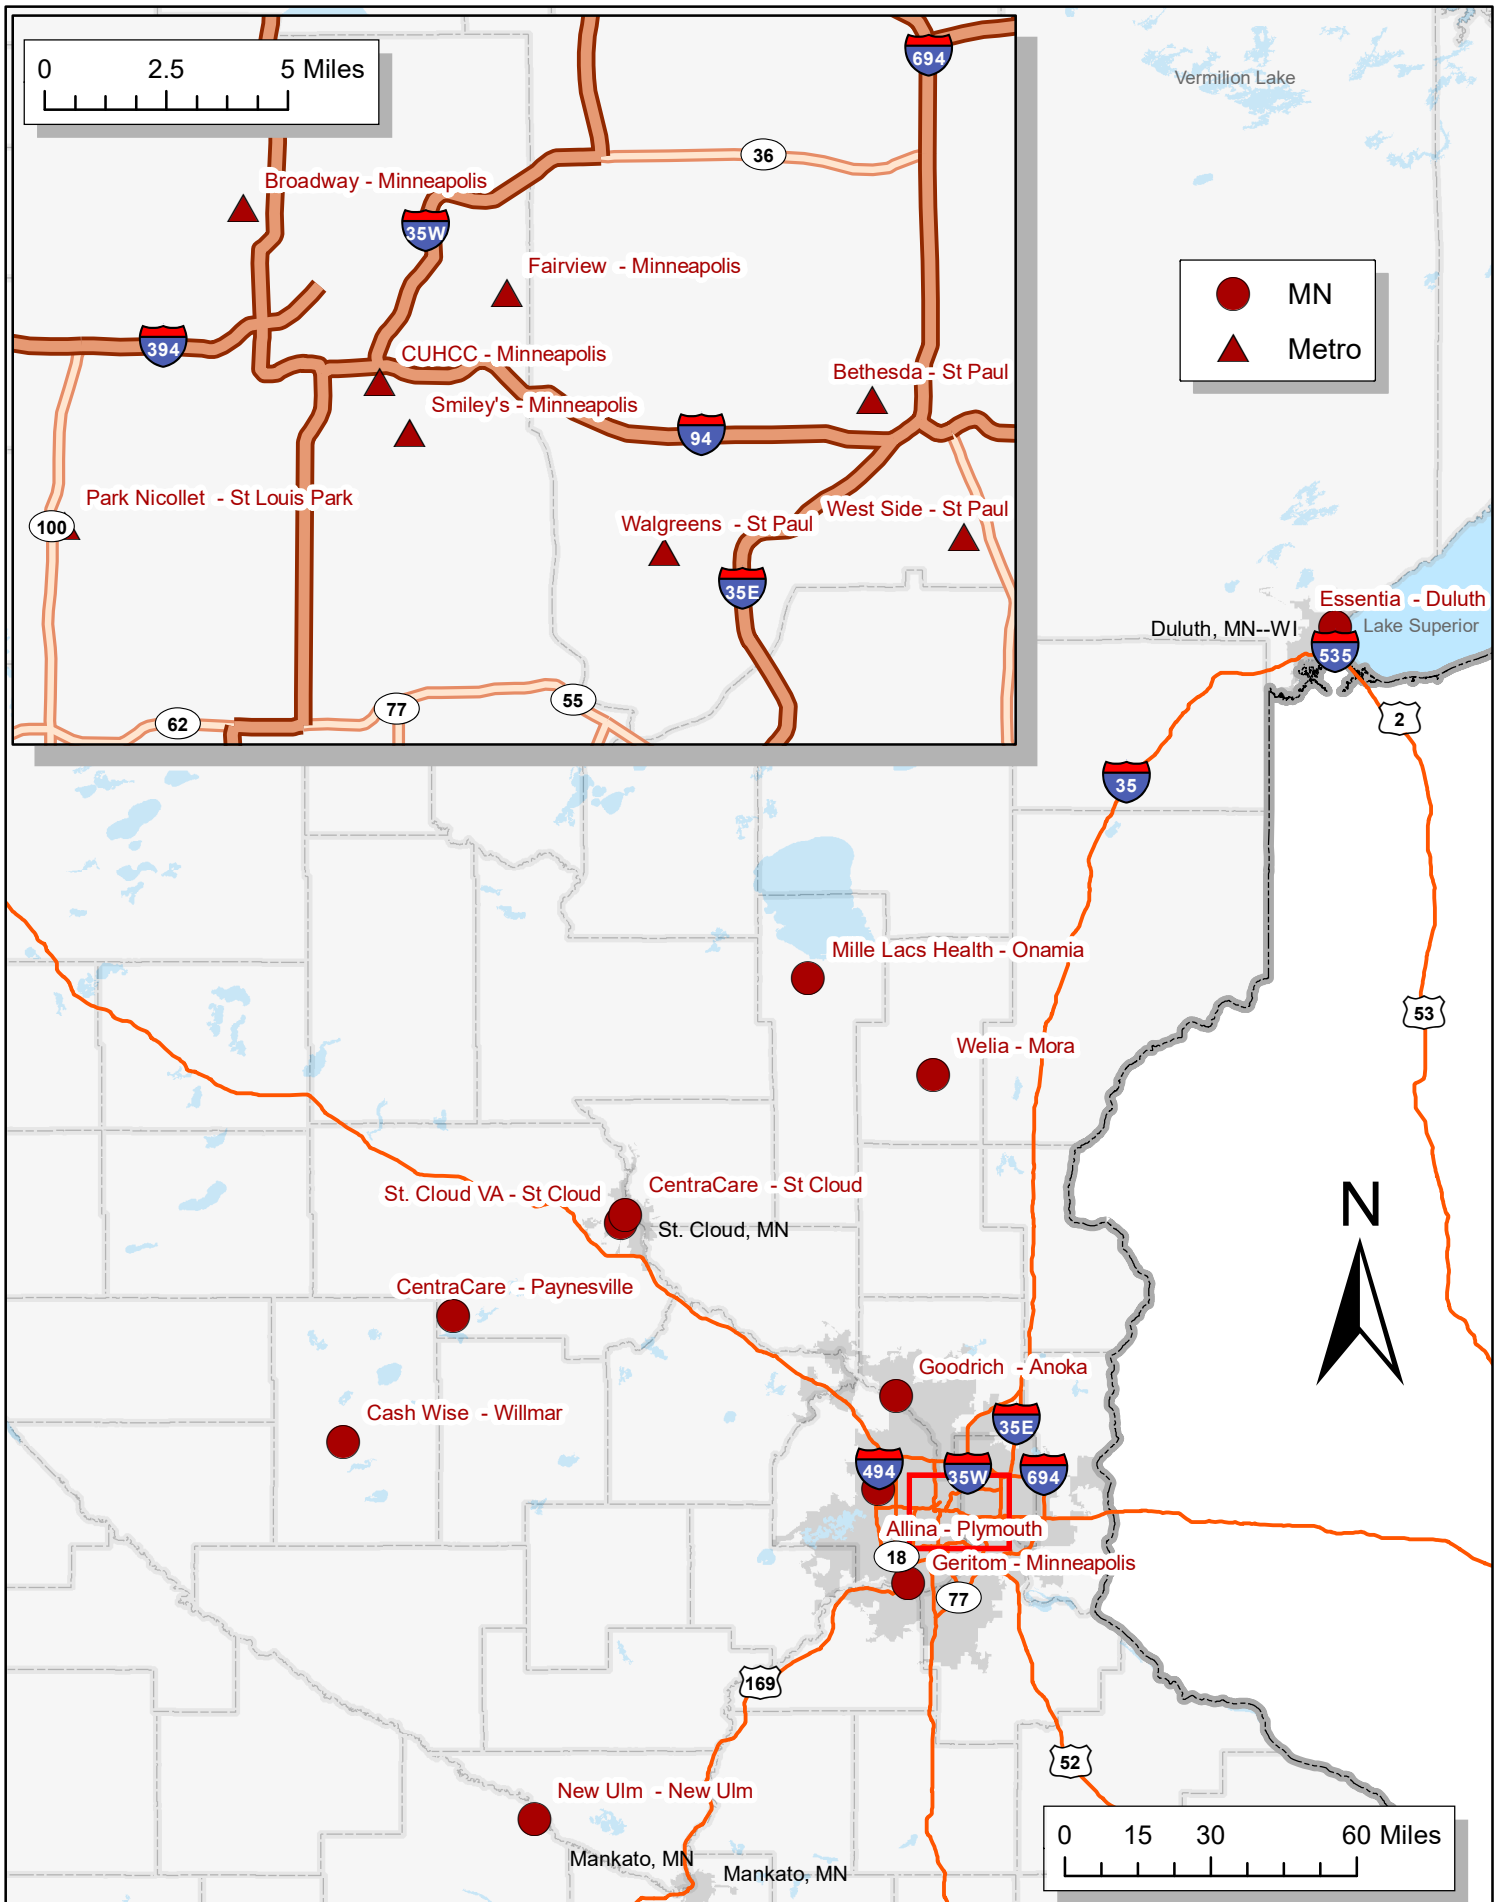 0 2.5 5 Miles
694
Vermilion Lake
36
Broadway - Minneapolis
35W
Fairview - Minneapolis
MN
394
Metro
CUHCC - Minneapolis
Bethesda - St Paul
Smiley's - Minneapolis
94
Park Nicollet - St Louis Park
100
Walgreens - St Paul
West Side - St Paul
35E
Essentia - Duluth
Duluth, MN--WI
Lake Superior
535
62
77
55
2
35
Mille Lacs Health - Onamia
53
Welia - Mora
St. Cloud VA - St Cloud
CentraCare - St Cloud
St. Cloud, MN
N
CentraCare - Paynesville
Goodrich - Anoka
Cash Wise - Willmar
35E
494
35W
694
Allina - Plymouth
18
Geritom - Minneapolis
77
169
52
New Ulm - New Ulm
Mankato, MN
Mankato, MN
0 15 30 60 Miles